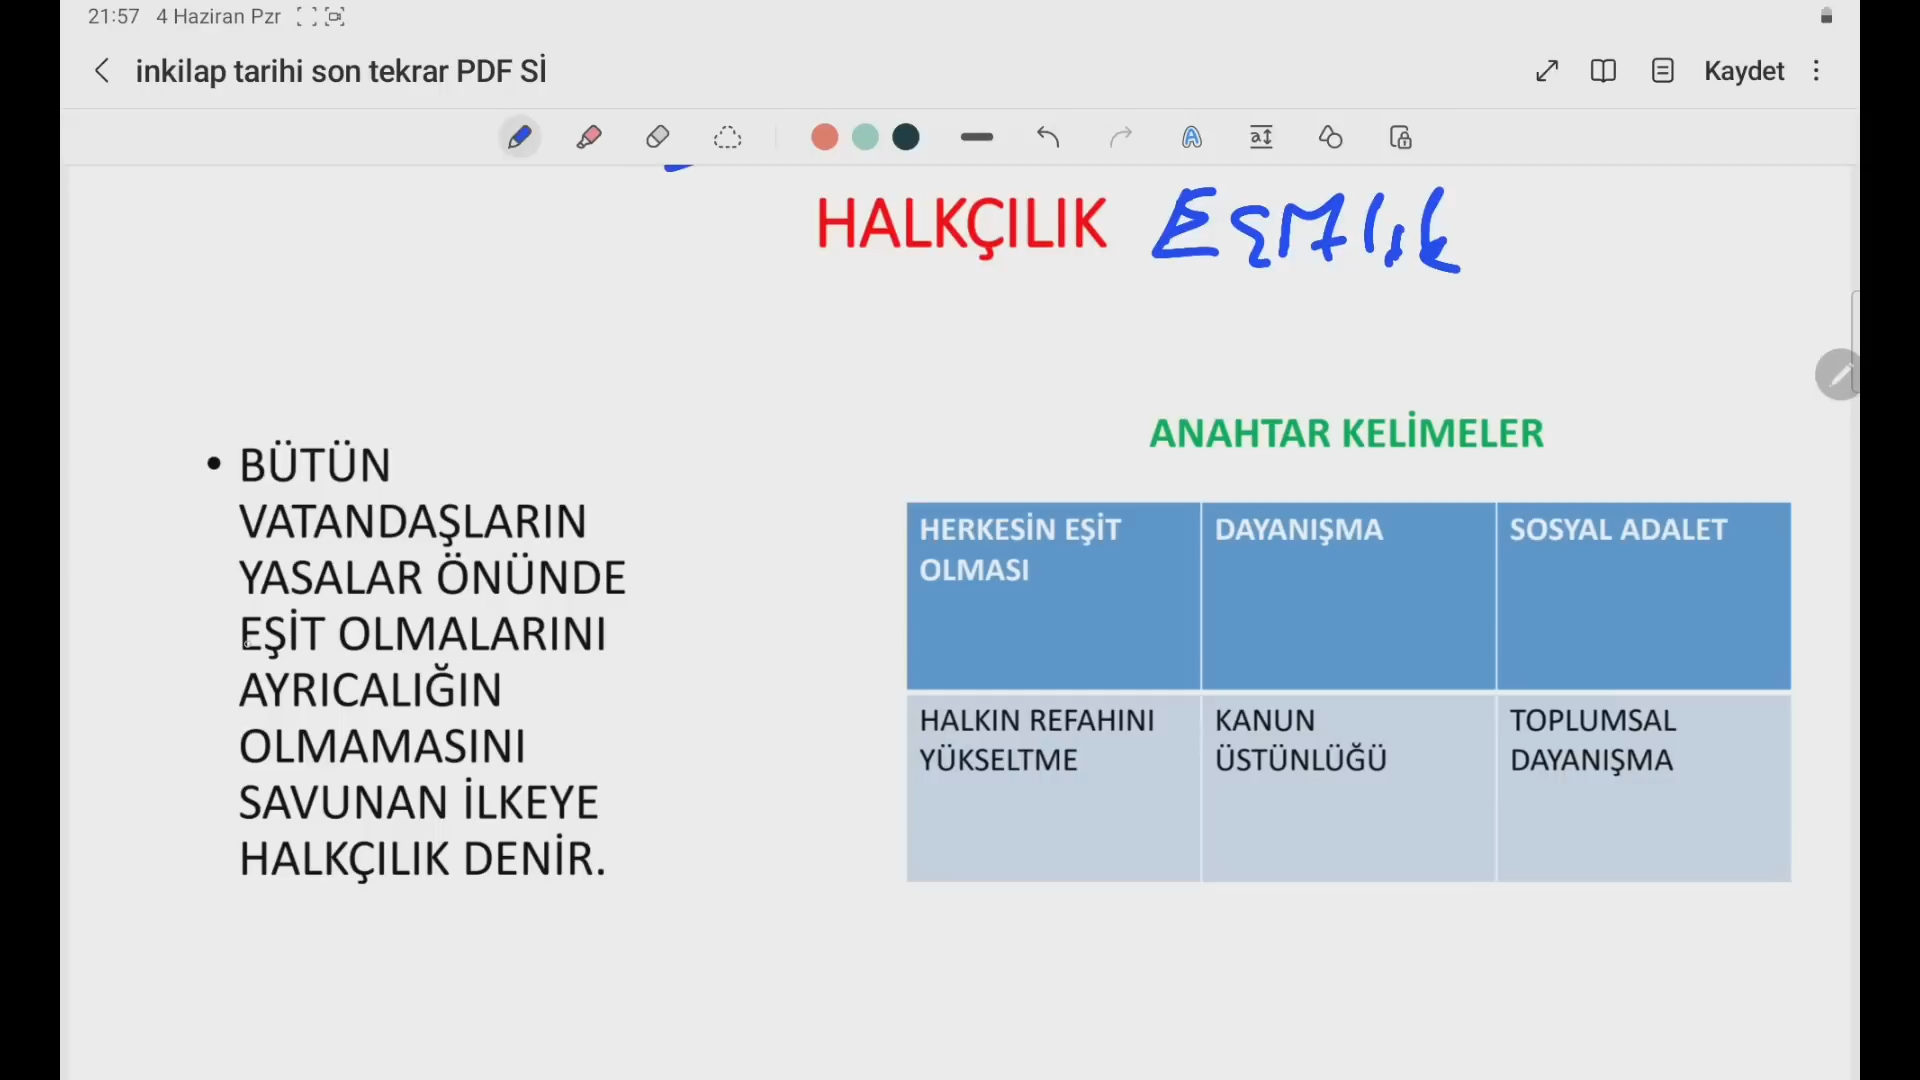 21:57 4 Haziran Pzr
inkilap tarihi son tekrar PDF Sİ
Kaydet
HALKÇILIK Eşitlik
ANAHTAR KELİMELER
• BÜTÜN
VATANDAŞLARIN
YASALAR ÖNÜNDE
EŞİT OLMALARINI
AYRICALIĞIN
OLMAMASINI
SAVUNAN İLKEYE
HALKÇILIK DENİR.
HERKESİN EŞİT
OLMASI
DAYANIŞMA
SOSYAL ADALET
HALKIN REFAHINI
YÜKSELTME
KANUN
ÜSTÜNLÜĞÜ
TOPLUMSAL
DAYANIŞMA